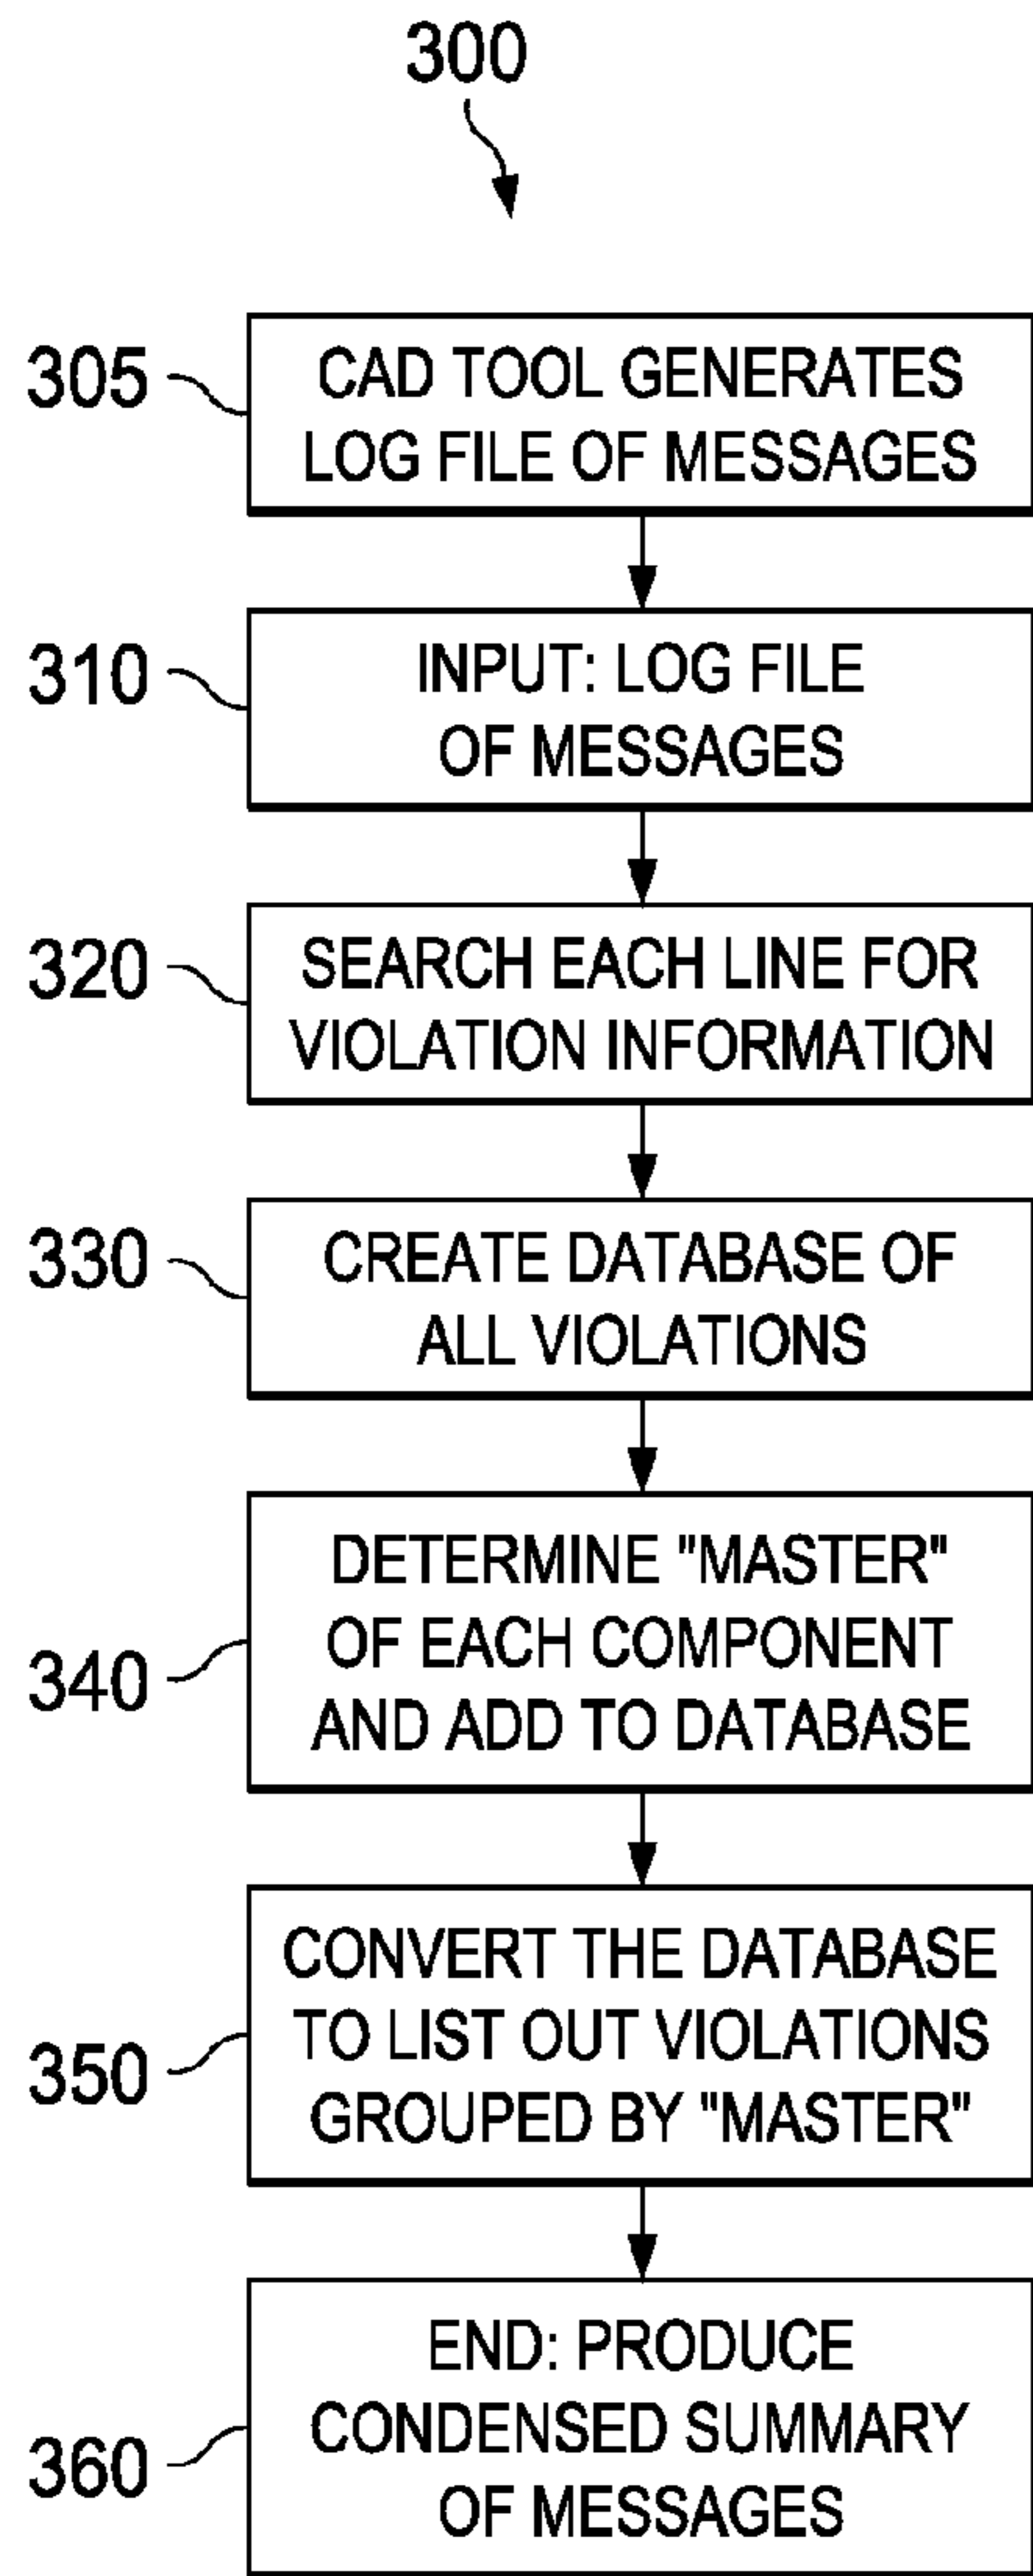 300
305
CAD TOOL GENERATES
LOG FILE OF MESSAGES
310
INPUT: LOG FILE
OF MESSAGES
320
SEARCH EACH LINE FOR
VIOLATION INFORMATION
330
CREATE DATABASE OF
ALL VIOLATIONS
340
DETERMINE "MASTER"
OF EACH COMPONENT
AND ADD TO DATABASE
350
CONVERT THE DATABASE
TO LIST OUT VIOLATIONS
GROUPED BY "MASTER"
360
END: PRODUCE
CONDENSED SUMMARY
OF MESSAGES